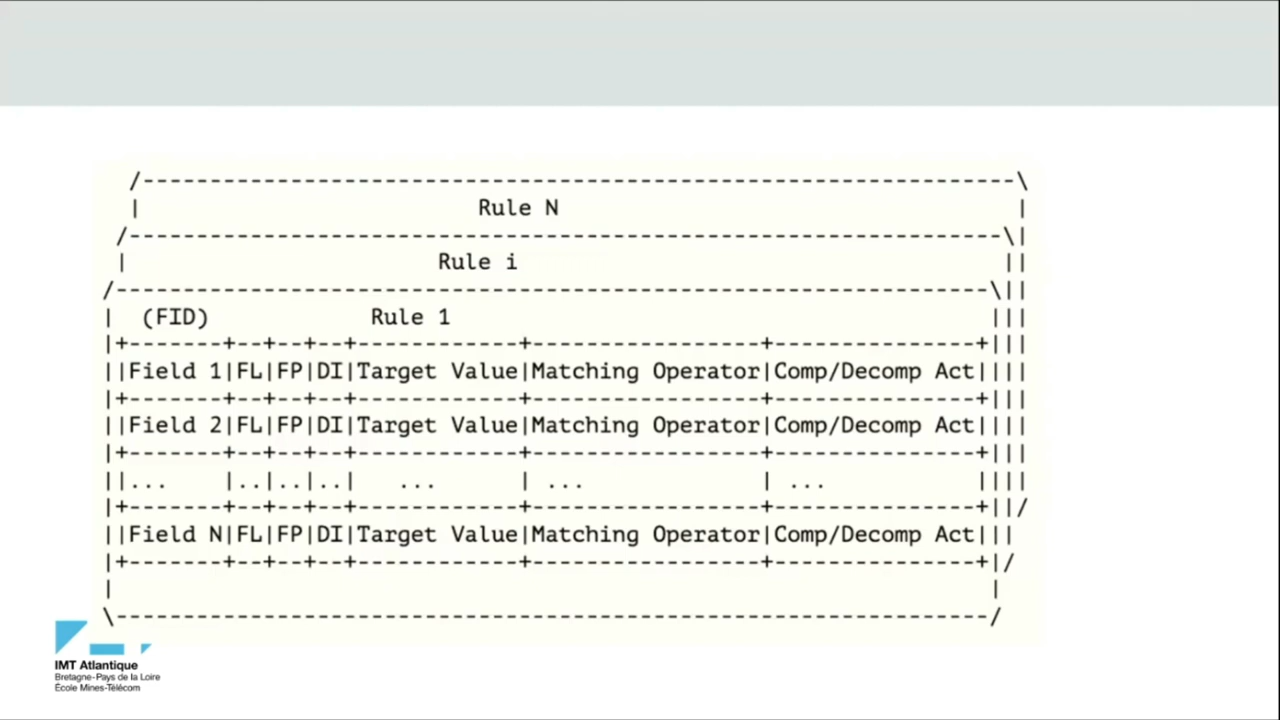 /-----------------------------------------------------------------\
|                         Rule N                                  |
/-----------------------------------------------------------------\|
|                       Rule i                                    ||
/-----------------------------------------------------------------\||
|  (FID)            Rule 1                                        |||
|+-------+--+--+--+------------+-----------------+---------------+|||
||Field 1|FL|FP|DI|Target Value|Matching Operator|Comp/Decomp Act||||
|+-------+--+--+--+------------+-----------------+---------------+|||
||Field 2|FL|FP|DI|Target Value|Matching Operator|Comp/Decomp Act||||
|+-------+--+--+--+------------+-----------------+---------------+|||
||...    |..|..|..|   ...      | ...             | ...           ||||
|+-------+--+--+--+------------+-----------------+---------------+||/
||Field N|FL|FP|DI|Target Value|Matching Operator|Comp/Decomp Act|||
|+-------+--+--+--+------------+-----------------+---------------+|/
|                                                                 |
\-----------------------------------------------------------------/
IMT Atlantique
Bretagne-Pays de la Loire
École Mines-Télécom